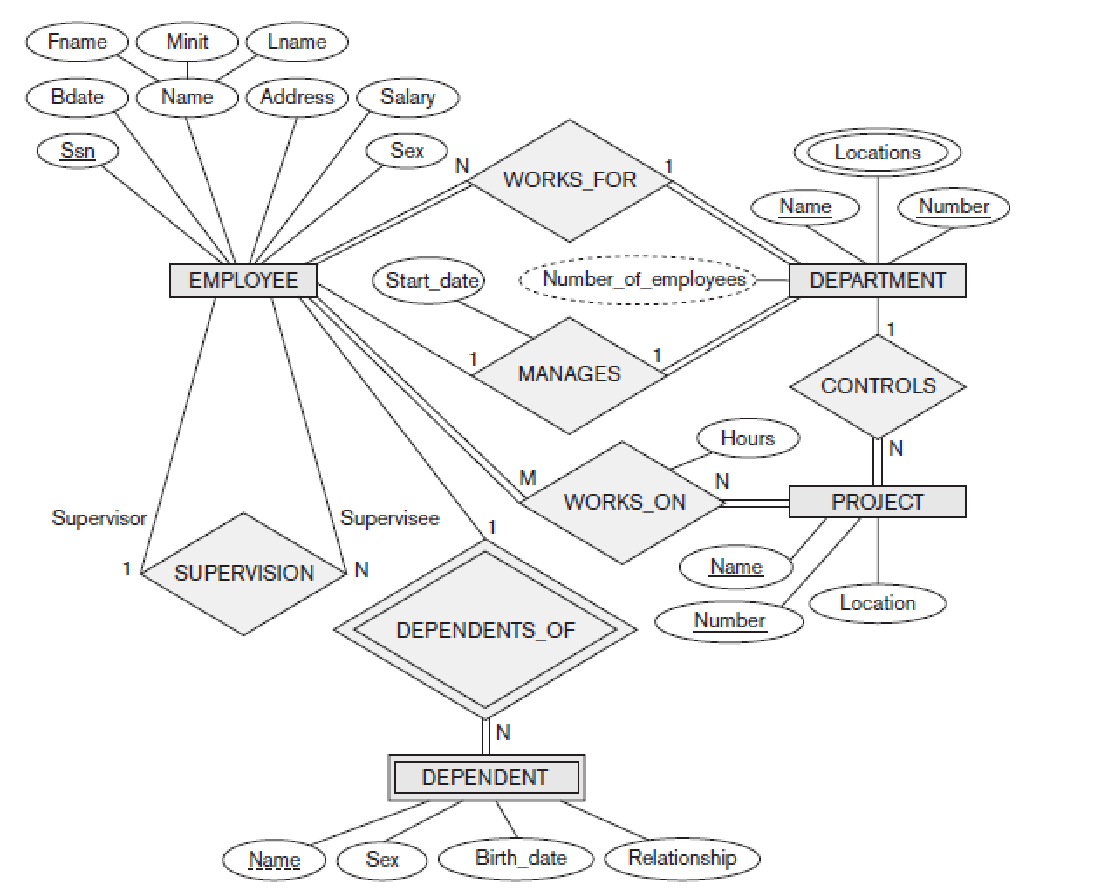 Fname
Minit
Lname
Bdate
Name
Address
Salary
Ssn
Sex
N
WORKS_FOR
1
Locations
Name
Number
EMPLOYEE
Start_date
Number_of_employees
DEPARTMENT
1
MANAGES
1
1
CONTROLS
N
Hours
M
WORKS_ON
N
PROJECT
Supervisor
Supervisee
1
SUPERVISION
N
1
Name
Number
Location
DEPENDENTS_OF
N
DEPENDENT
Name
Sex
Birth_date
Relationship